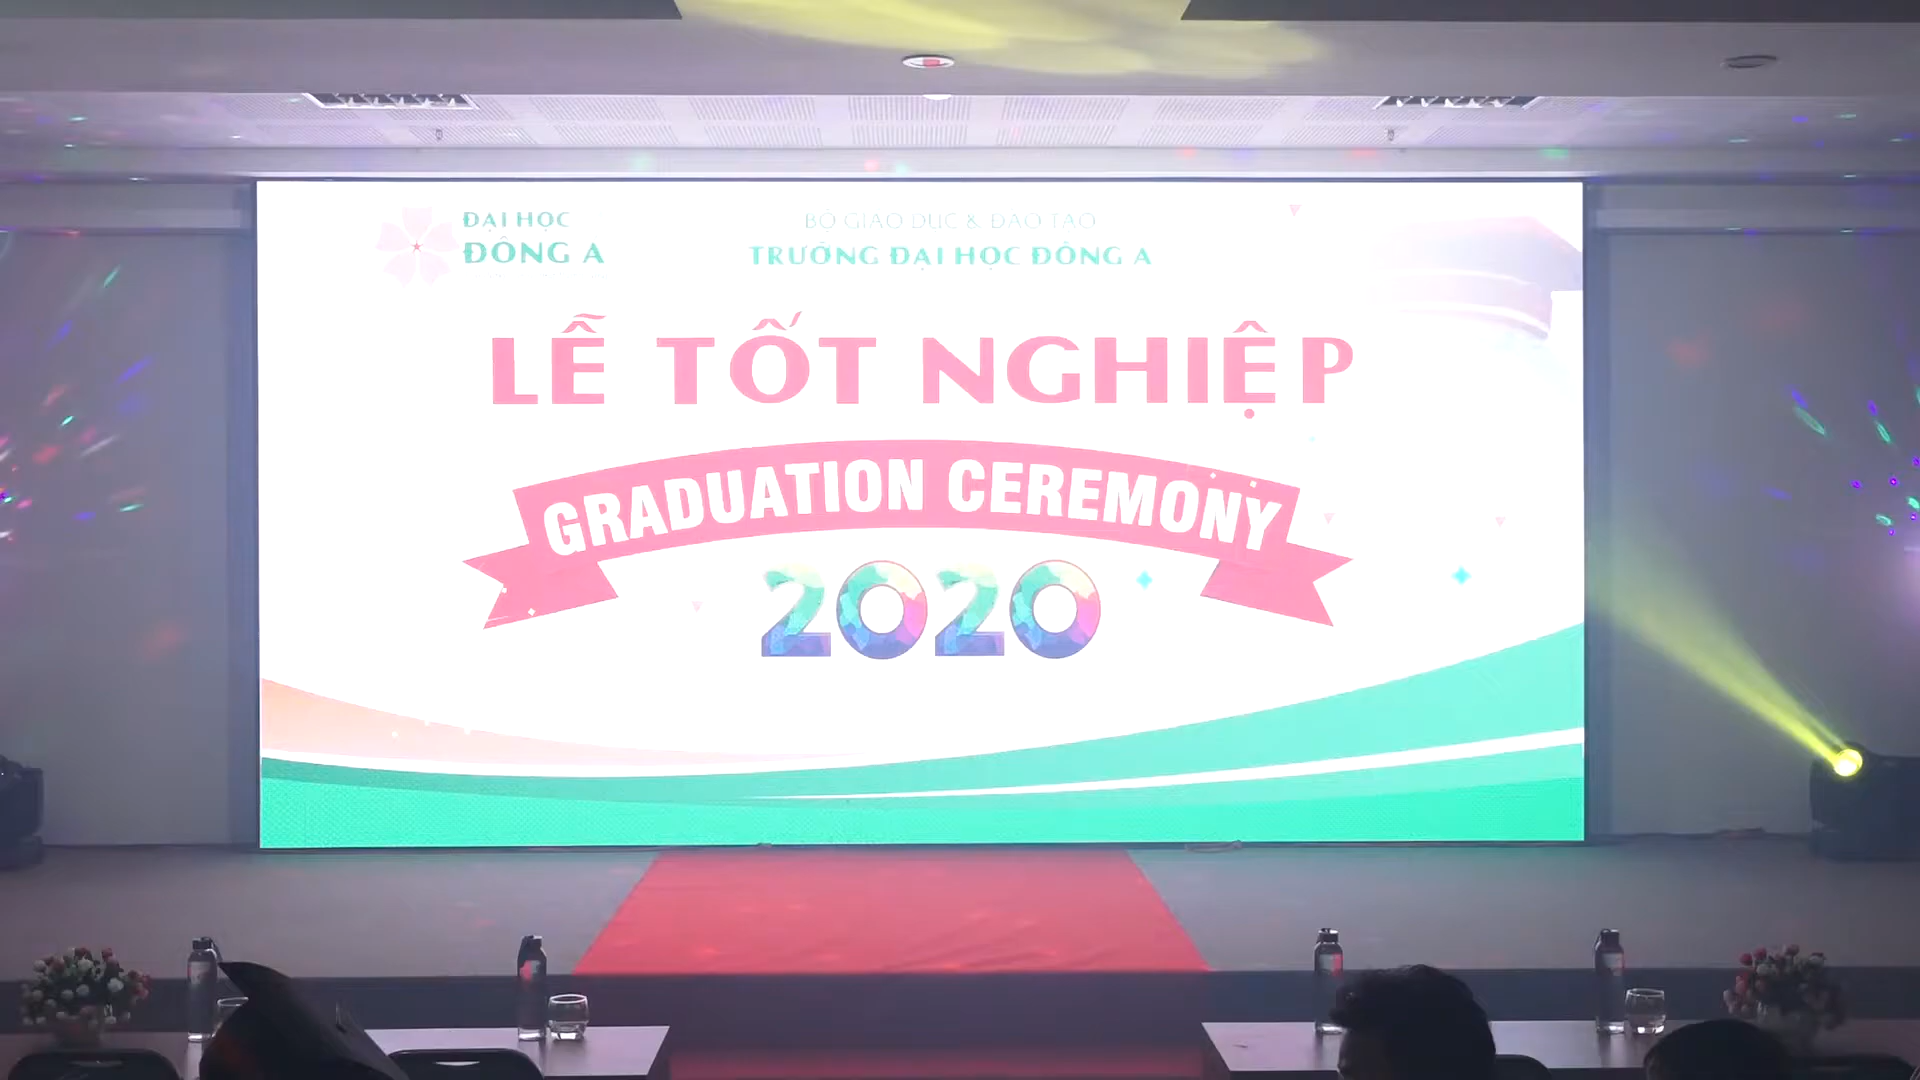 ĐẠI HỌC
ĐÔNG A
BỘ GIÁO DỤC & ĐÀO TẠO
TRƯỜNG ĐẠI HỌC ĐÔNG A
LỄ TỐT NGHIỆP
GRADUATION CEREMONY
2020